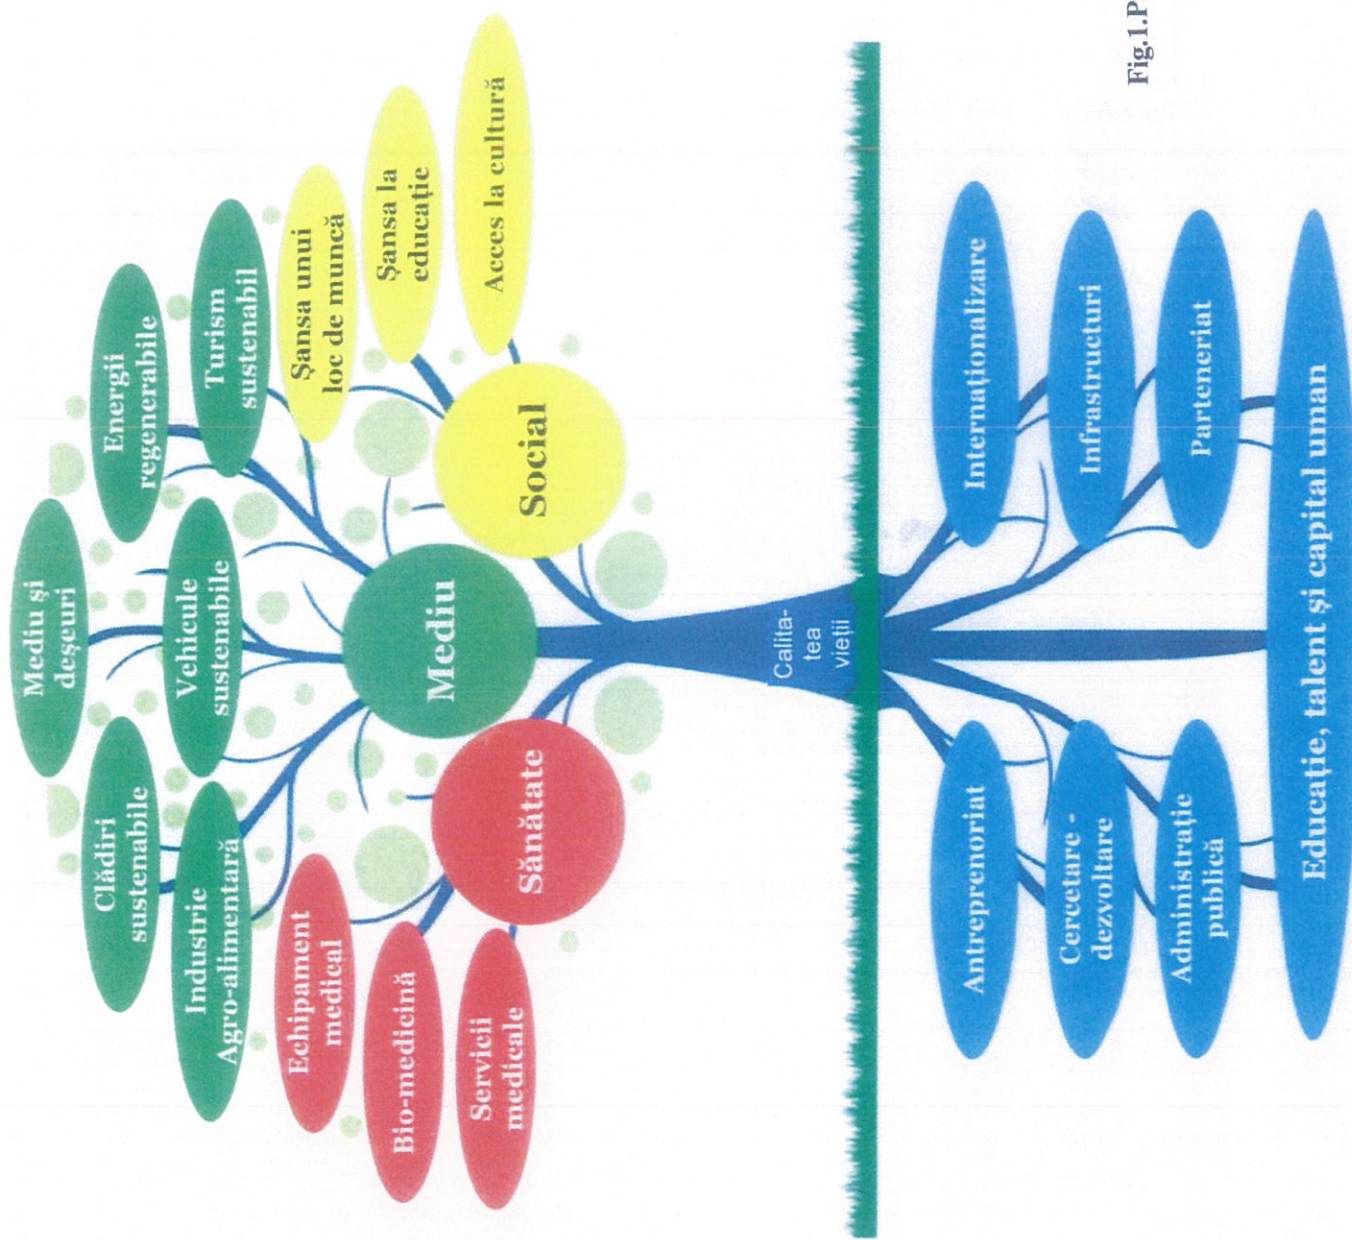 Mediu și
deșeuri
Clădiri
sustenabile
Energii
regenerabile
Industrie
Agro-alimentară
Vehicule
sustenabile
Turism
sustenabil
Echipament
medical
Șansa unui
loc de muncă
Bio-medicină
Șansa la
educație
Servicii
medicale
Acces la cultură
Mediu
Sănătate
Social
Calita-
tea
vieții
Antreprenoriat
Internaționalizare
Cercetare -
dezvoltare
Infrastructuri
Administrație
publică
Parteneriat
Educație, talent și capital uman
Fig.1.P